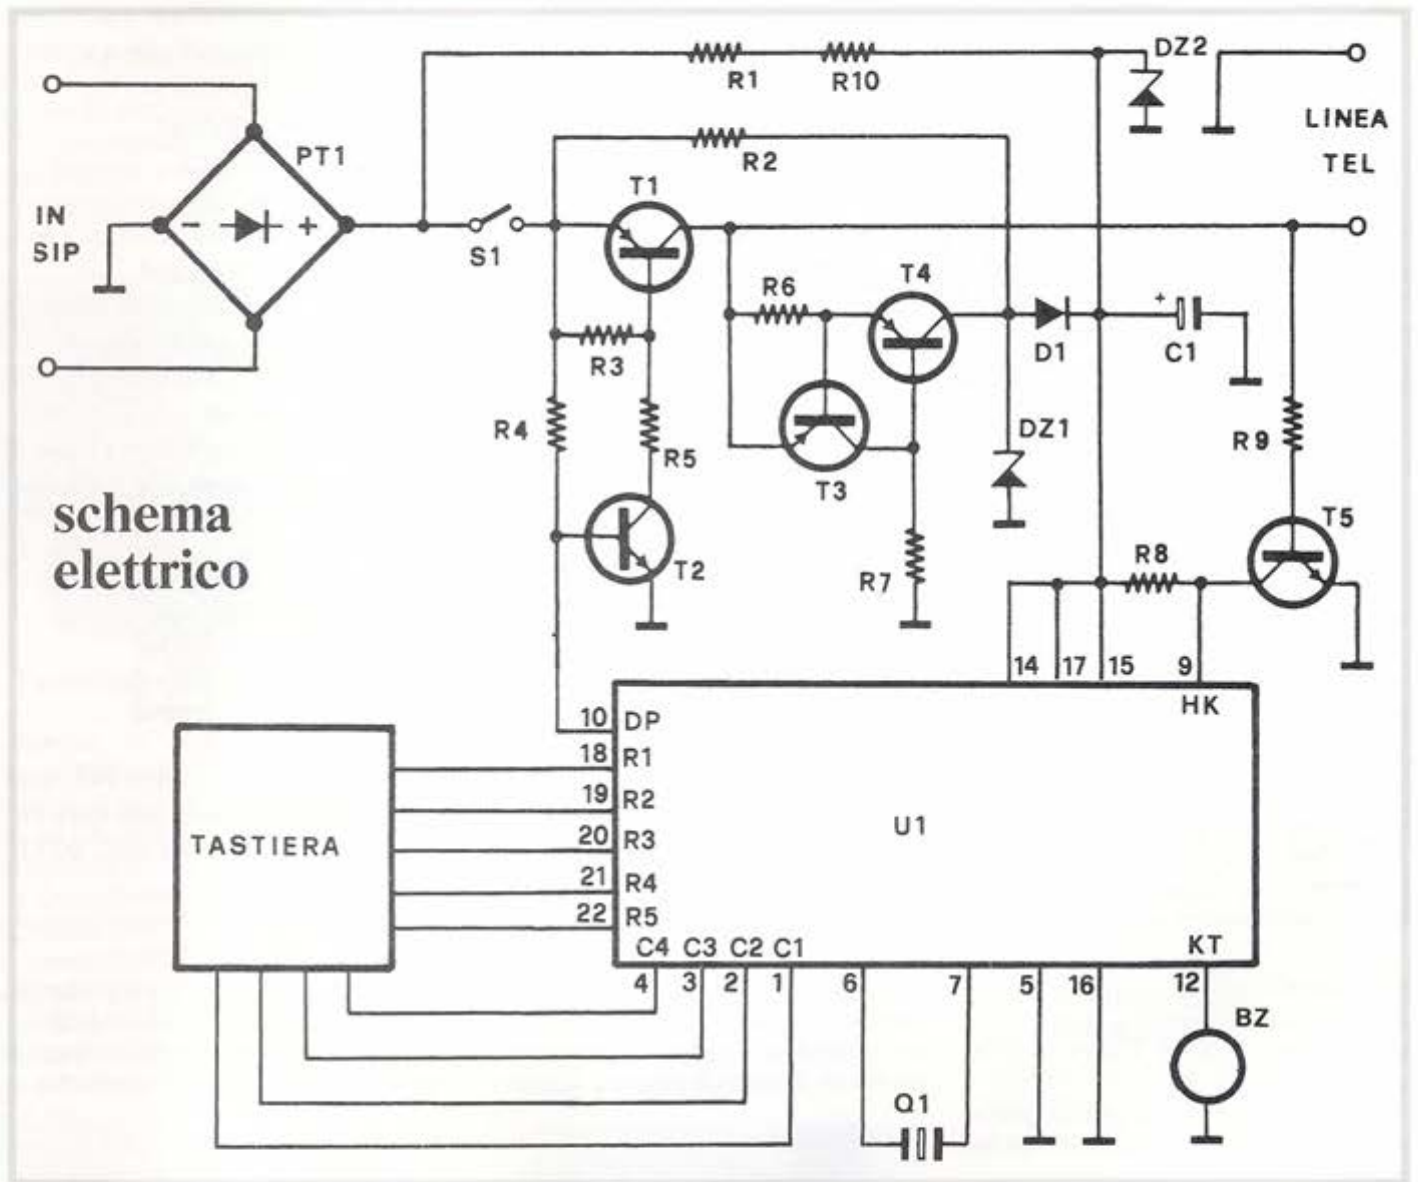 DZ2
R1
R10
LINEA
TEL
R2
PT1
T1
IN
SIP
- +
S1
R6
T4
+
D1
C1
R3
R4
R5
T3
DZ1
R9
schema
elettrico
T2
R7
R8
T5
14 17 15 9
HK
10 DP
18 R1
19 R2
20 R3
21 R4
22 R5
TASTIERA
U1
C4 C3 C2 C1
KT
4 3 2 1 6 7 5 16 12
BZ
Q1